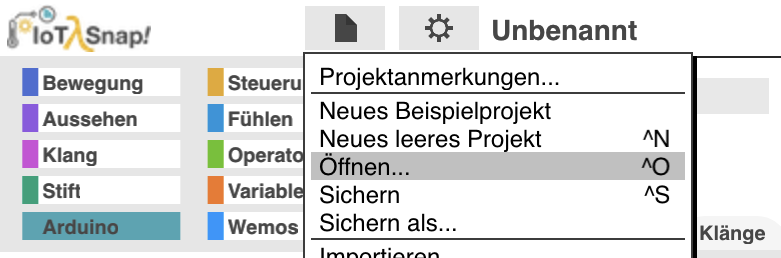 IoTλSnap!
Unbenannt
Bewegung
Aussehen
Klang
Stift
Arduino
Steueru
Fühlen
Operato
Variable
Wemos
Projektanmerkungen...
Neues Beispielprojekt
Neues leeres Projekt ^N
Öffnen... ^O
Sichern ^S
Sichern als...
Importieren
Klänge